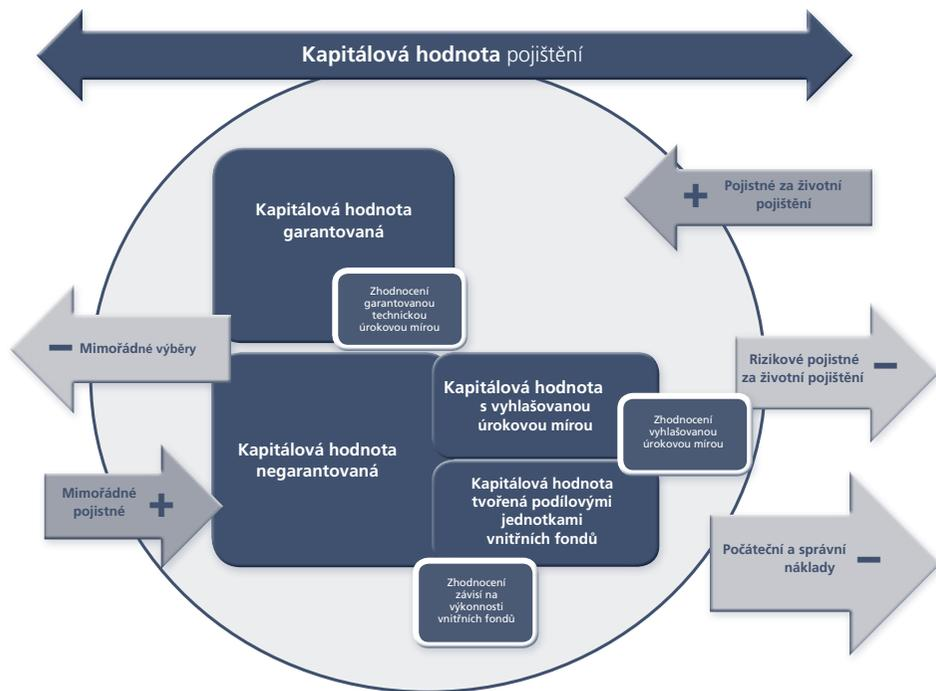 Kapitálová hodnota pojištění
Kapitálová hodnota
garantovaná
Zhodnocení
garantovanou
technickou
úrokovou mírou
+
Pojistné za životní
pojištění
− Mimořádné výběry
Kapitálová hodnota
s vyhlašovanou
úrokovou mírou
Zhodnocení
vyhlašovanou
úrokovou mírou
Rizikové pojistné
za životní pojištění
−
Kapitálová hodnota
negarantovaná
Kapitálová hodnota
tvořená podílovými
jednotkami
vnitřních fondů
Mimořádné
pojistné
+
Počáteční a správní
náklady
−
Zhodnocení
závisí na
výkonnosti
vnitřních fondů